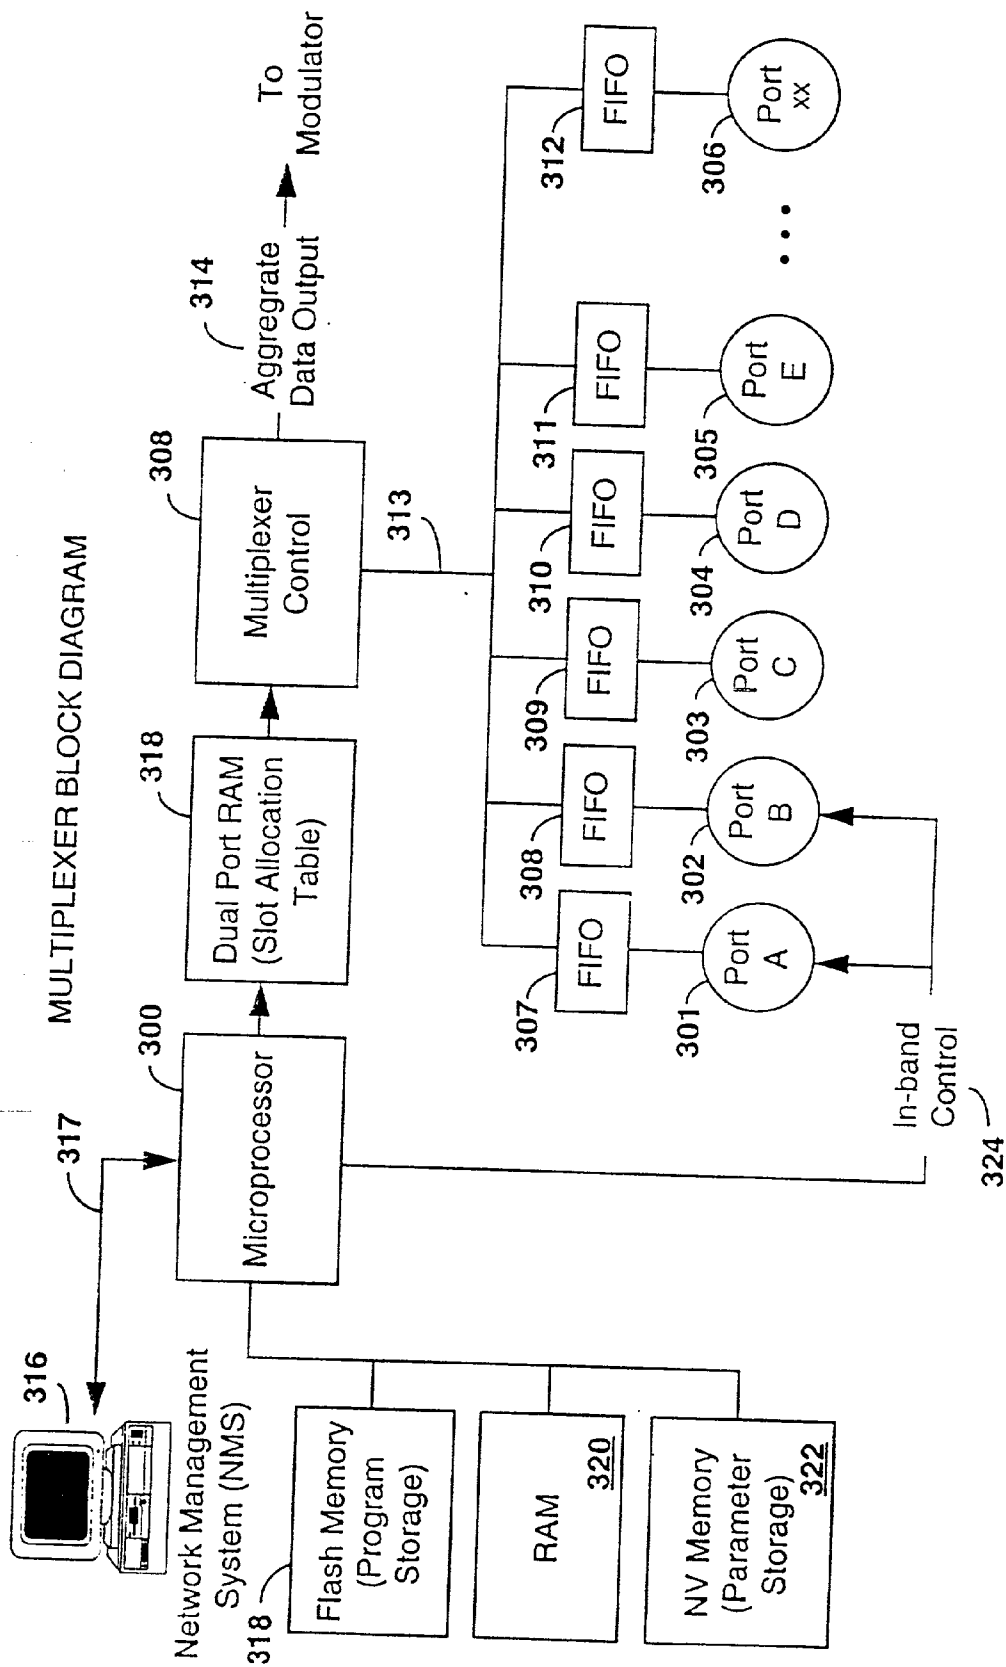 MULTIPLEXER BLOCK DIAGRAM
316
317
Network Management
System (NMS)
300
Microprocessor
318
Dual Port RAM
(Slot Allocation
Table)
308
Multiplexer
Control
314
Aggregrate
Data Output
To
Modulator
313
318
Flash Memory
(Program
Storage)
RAM
320
NV Memory
(Parameter
Storage)
322
307
FIFO
308
FIFO
309
FIFO
310
FIFO
311
FIFO
312
FIFO
301
Port
A
302
Port
B
303
Port
C
304
Port
D
305
Port
E
306
Port
xx
In-band
Control
324